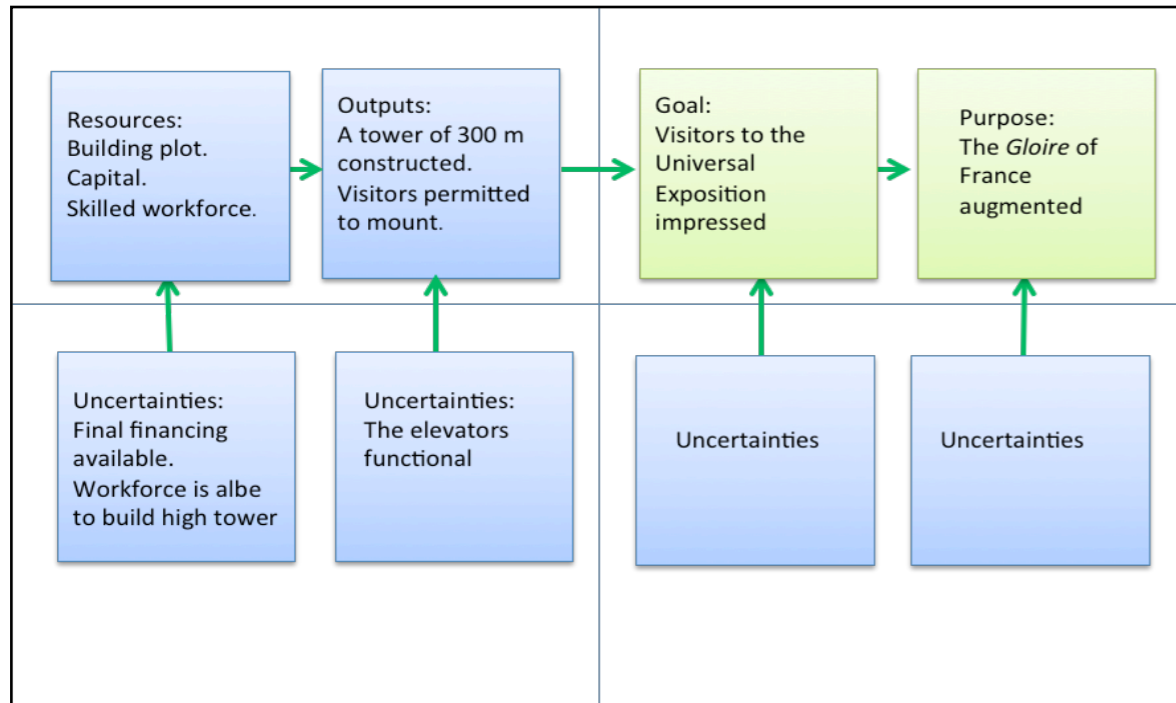 Resources:
Building plot.
Capital.
Skilled workforce.
Outputs:
A tower of 300 m
constructed.
Visitors permitted
to mount.
Goal:
Visitors to the
Universal
Exposition
impressed
Purpose:
The Gloire of
France
augmented
Uncertainties:
Final financing
available.
Workforce is albe
to build high tower
Uncertainties:
The elevators
functional
Uncertainties
Uncertainties